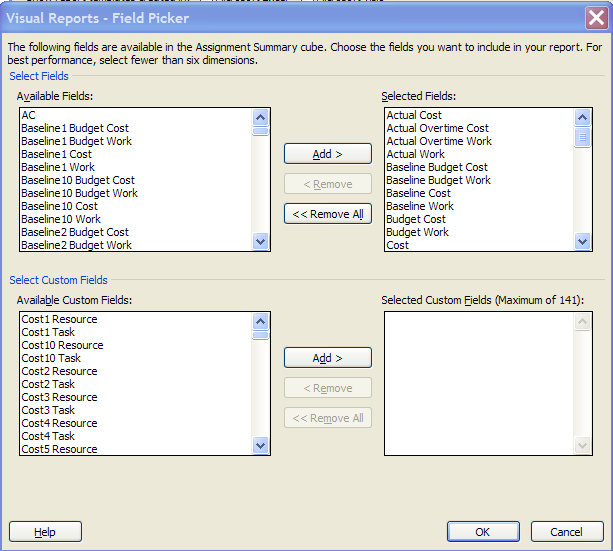 Visual Reports - Field Picker
The following fields are available in the Assignment Summary cube. Choose the fields you want to include in your report. For
best performance, select fewer than six dimensions.
Select Fields
Available Fields:
AC
Baseline1 Budget Cost
Baseline1 Budget Work
Baseline1 Cost
Baseline1 Work
Baseline10 Budget Cost
Baseline10 Budget Work
Baseline10 Cost
Baseline10 Work
Baseline2 Budget Cost
Baseline2 Budget Work
Add >
< Remove
<< Remove All
Selected Fields:
Actual Cost
Actual Overtime Cost
Actual Overtime Work
Actual Work
Baseline Budget Cost
Baseline Budget Work
Baseline Cost
Baseline Work
Budget Cost
Budget Work
Cost
Select Custom Fields
Available Custom Fields:
Cost1 Resource
Cost1 Task
Cost10 Resource
Cost10 Task
Cost2 Resource
Cost2 Task
Cost3 Resource
Cost3 Task
Cost4 Resource
Cost4 Task
Cost5 Resource
Add >
< Remove
<< Remove All
Selected Custom Fields (Maximum of 141):
Help
OK
Cancel